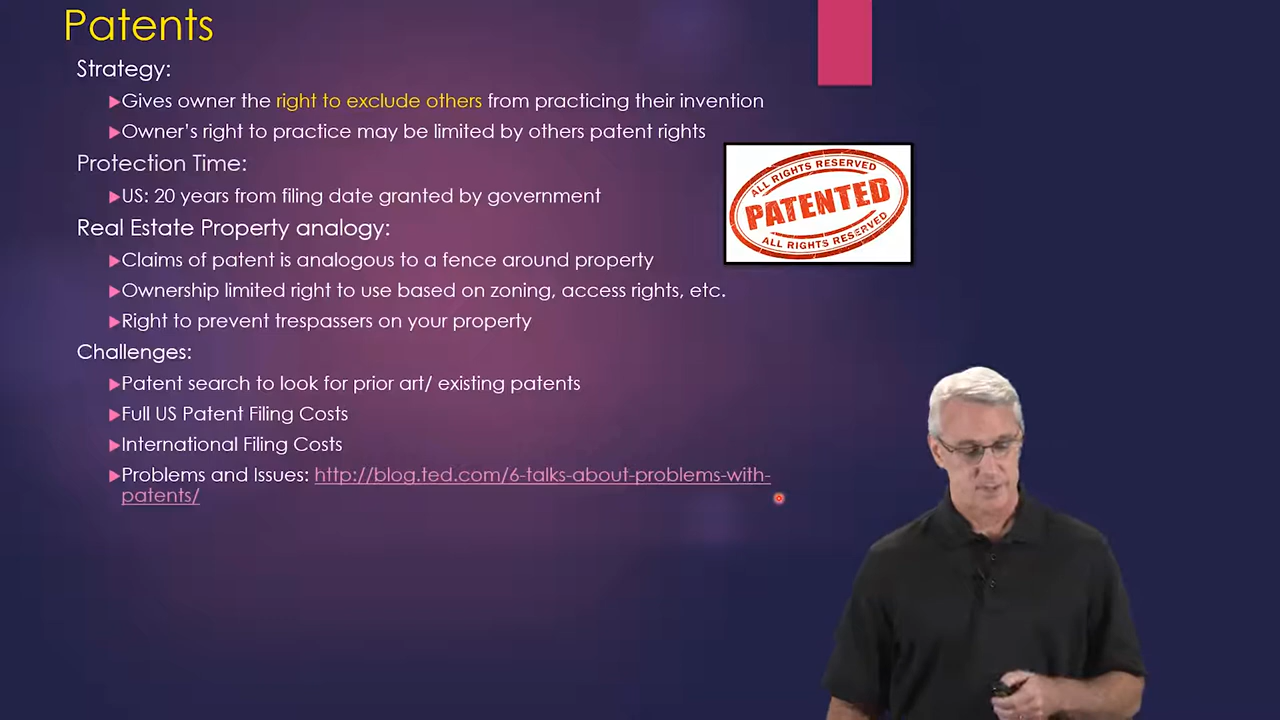 Patents
Strategy:
Gives owner the right to exclude others from practicing their invention
Owner's right to practice may be limited by others patent rights
Protection Time:
US: 20 years from filing date granted by government
Real Estate Property analogy:
Claims of patent is analogous to a fence around property
Ownership limited right to use based on zoning, access rights, etc.
Right to prevent trespassers on your property
Challenges:
Patent search to look for prior art/ existing patents
Full US Patent Filing Costs
International Filing Costs
Problems and Issues: http://blog.ted.com/6-talks-about-problems-with-
patents/
ALL RIGHTS RESERVED
PATENTED
ALL RIGHTS RESERVED